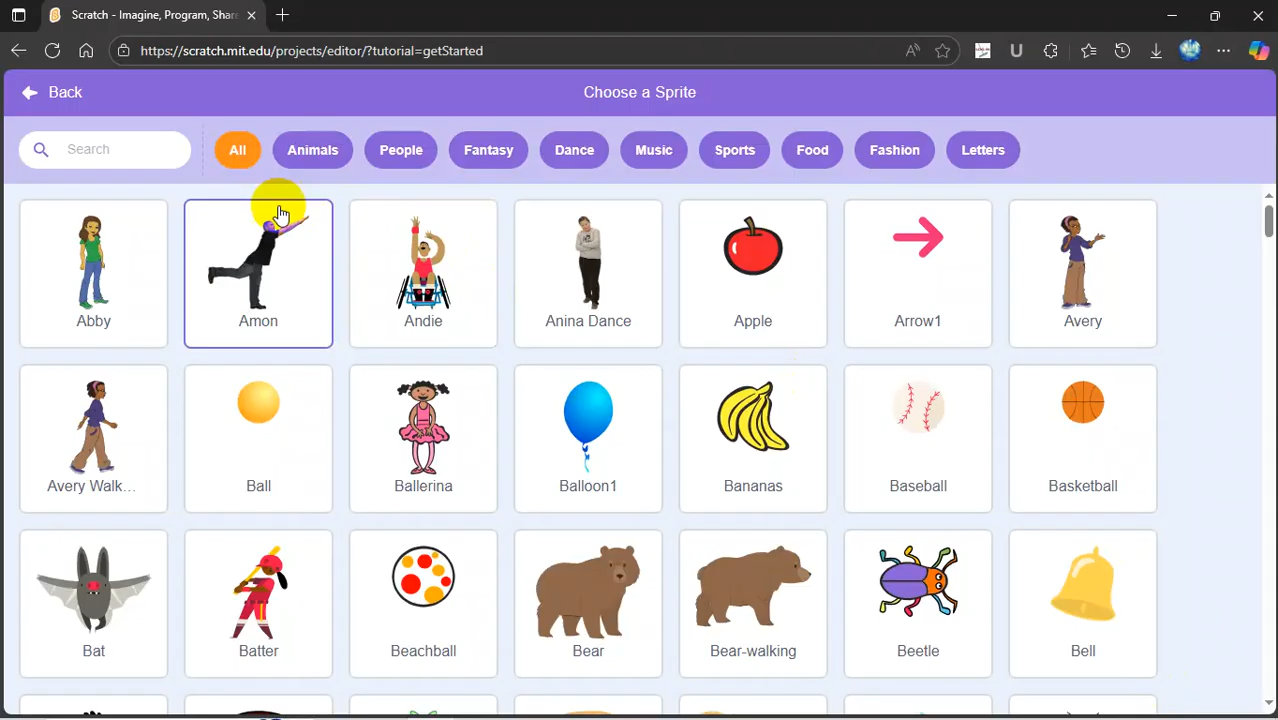 Scratch - Imagine, Program, Shar
https://scratch.mit.edu/projects/editor/?tutorial=getStarted
Back
Choose a Sprite
Search
All
Animals
People
Fantasy
Dance
Music
Sports
Food
Fashion
Letters
Abby
Amon
Andie
Anina Dance
Apple
Arrow1
Avery
Avery Walk...
Ball
Ballerina
Balloon1
Bananas
Baseball
Basketball
Bat
Batter
Beachball
Bear
Bear-walking
Beetle
Bell